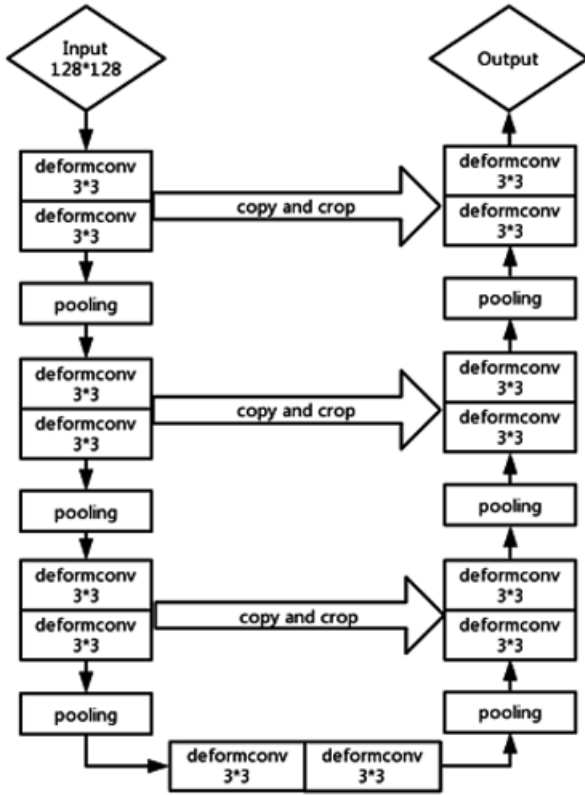 Input
128*128
deformconv
3*3
deformconv
3*3
pooling
deformconv
3*3
deformconv
3*3
pooling
deformconv
3*3
deformconv
3*3
pooling
deformconv
3*3
deformconv
3*3
copy and crop
copy and crop
copy and crop
Output
deformconv
3*3
deformconv
3*3
pooling
deformconv
3*3
deformconv
3*3
pooling
deformconv
3*3
deformconv
3*3
pooling